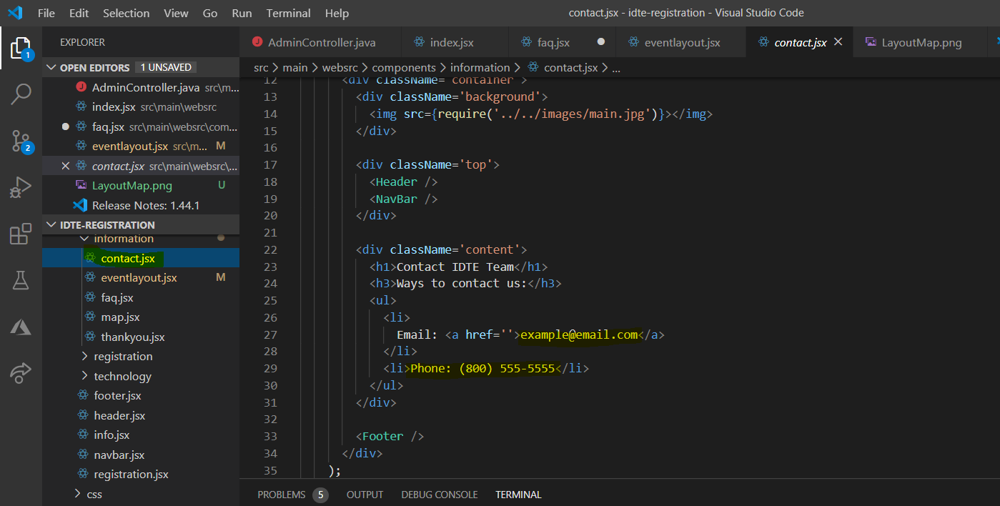 File Edit Selection View Go Run Terminal Help contact.jsx - idte-registration - Visual Studio Code
1
2
EXPLORER
OPEN EDITORS 1 UNSAVED
J AdminController.java src\m...
index.jsx src\main\websrc
faq.jsx src\main\websrc\com...
eventlayout.jsx src\m... M
contact.jsx src\main\websrc\...
LayoutMap.png U
Release Notes: 1.44.1
IDTE-REGISTRATION
information
contact.jsx
eventlayout.jsx M
faq.jsx
map.jsx
thankyou.jsx
registration
technology
footer.jsx
header.jsx
info.jsx
navbar.jsx
registration.jsx
css
J AdminController.java index.jsx faq.jsx eventlayout.jsx contact.jsx LayoutMap.png
src > main > websrc > components > information > contact.jsx > ...
12 <div className='container'>
13 <div className='background'>
14 <img src={require('../../images/main.jpg')}></img>
15 </div>
16
17 <div className='top'>
18 <Header />
19 <NavBar />
20 </div>
21
22 <div className='content'>
23 <h1>Contact IDTE Team</h1>
24 <h3>Ways to contact us:</h3>
25 <ul>
26 <li>
27 Email: <a href=''>example@email.com</a>
28 </li>
29 <li>Phone: (800) 555-5555</li>
30 </ul>
31 </div>
32
33 <Footer />
34 </div>
35 );
PROBLEMS 5 OUTPUT DEBUG CONSOLE TERMINAL